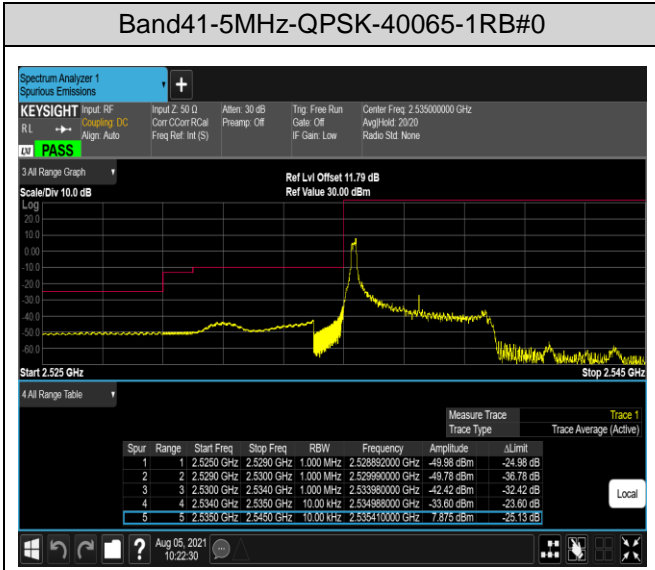 Band41-5MHz-QPSK-40065-1RB#0
Spectrum Analyzer 1
Spurious Emissions
+
KEYSIGHT Input: RF Input Z: 50 Ω Atten: 30 dB Trig: Free Run Center Freq: 2.535000000 GHz
RL Coupling: DC Corr CCorr RCal Preamp: Off Gate: Off Avg|Hold: 20/20
Align: Auto Freq Ref: Int (S) IF Gain: Low Radio Std: None
LXI PASS
3 All Range Graph
Ref Lvl Offset 11.79 dB
Scale/Div 10.0 dB Ref Value 30.00 dBm
Log
20.0
10.0
0.00
-10.0
-20.0
-30.0
-40.0
-50.0
-60.0
Start 2.525 GHz Stop 2.545 GHz
4 All Range Table
Measure Trace Trace 1
Trace Type Trace Average (Active)
Spur Range Start Freq Stop Freq RBW Frequency Amplitude ΔLimit
1 1 2.5250 GHz 2.5290 GHz 1.000 MHz 2.528892000 GHz -49.98 dBm -24.98 dB
2 2 2.5290 GHz 2.5300 GHz 1.000 MHz 2.529990000 GHz -49.78 dBm -36.78 dB
3 3 2.5300 GHz 2.5340 GHz 1.000 MHz 2.533980000 GHz -42.42 dBm -32.42 dB
4 4 2.5340 GHz 2.5350 GHz 10.00 kHz 2.534988000 GHz -33.60 dBm -23.60 dB
5 5 2.5350 GHz 2.5450 GHz 10.00 kHz 2.535410000 GHz 7.875 dBm -25.13 dB
Local
? Aug 05, 2021
10:22:30